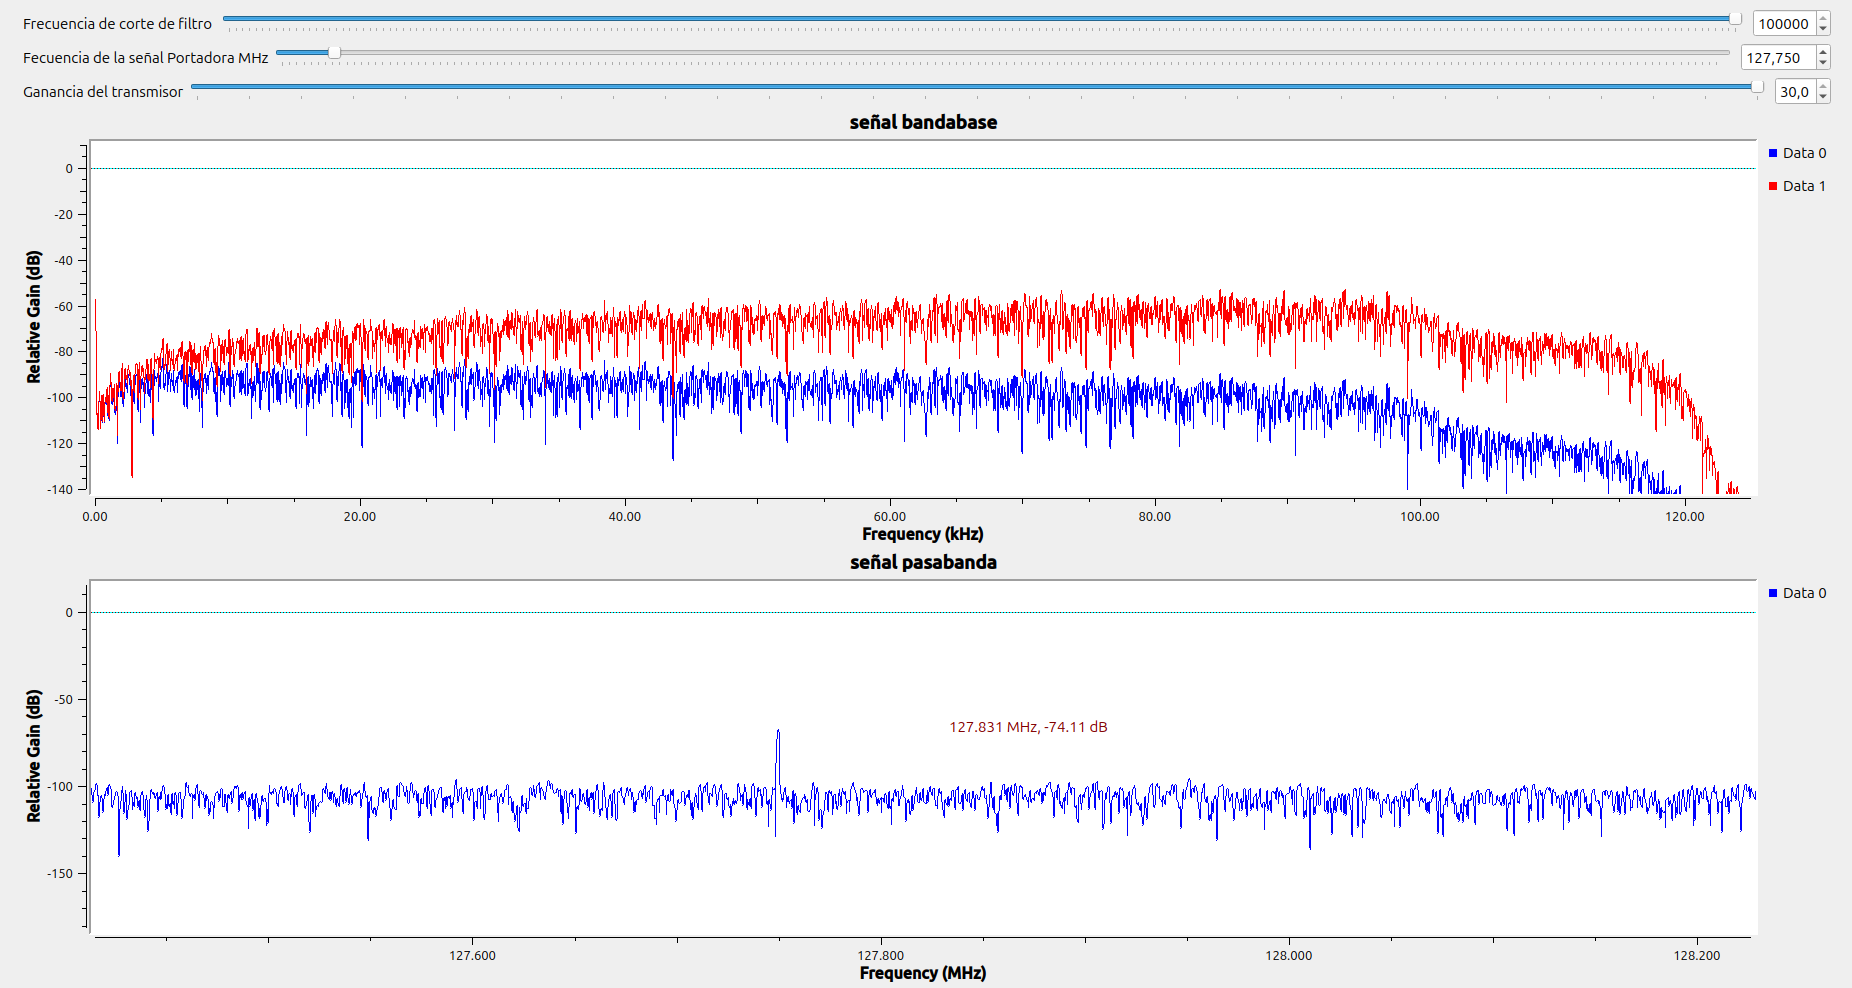 Frecuencia de corte de filtro 100000
Fecuencia de la señal Portadora MHz 127,750
Ganancia del transmisor 30,0
señal bandabase
Data 0
Data 1
Relative Gain (dB)
0
-20
-40
-60
-80
-100
-120
-140
0.00 20.00 40.00 60.00 80.00 100.00 120.00
Frequency (kHz)
señal pasabanda
Data 0
Relative Gain (dB)
0
-50
-100
-150
127.831 MHz, -74.11 dB
127.600 127.800 128.000 128.200
Frequency (MHz)